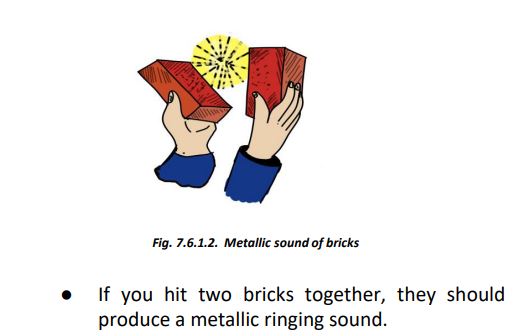 Fig. 7.6.1.2. Metallic sound of bricks
● If you hit two bricks together, they should
produce a metallic ringing sound.